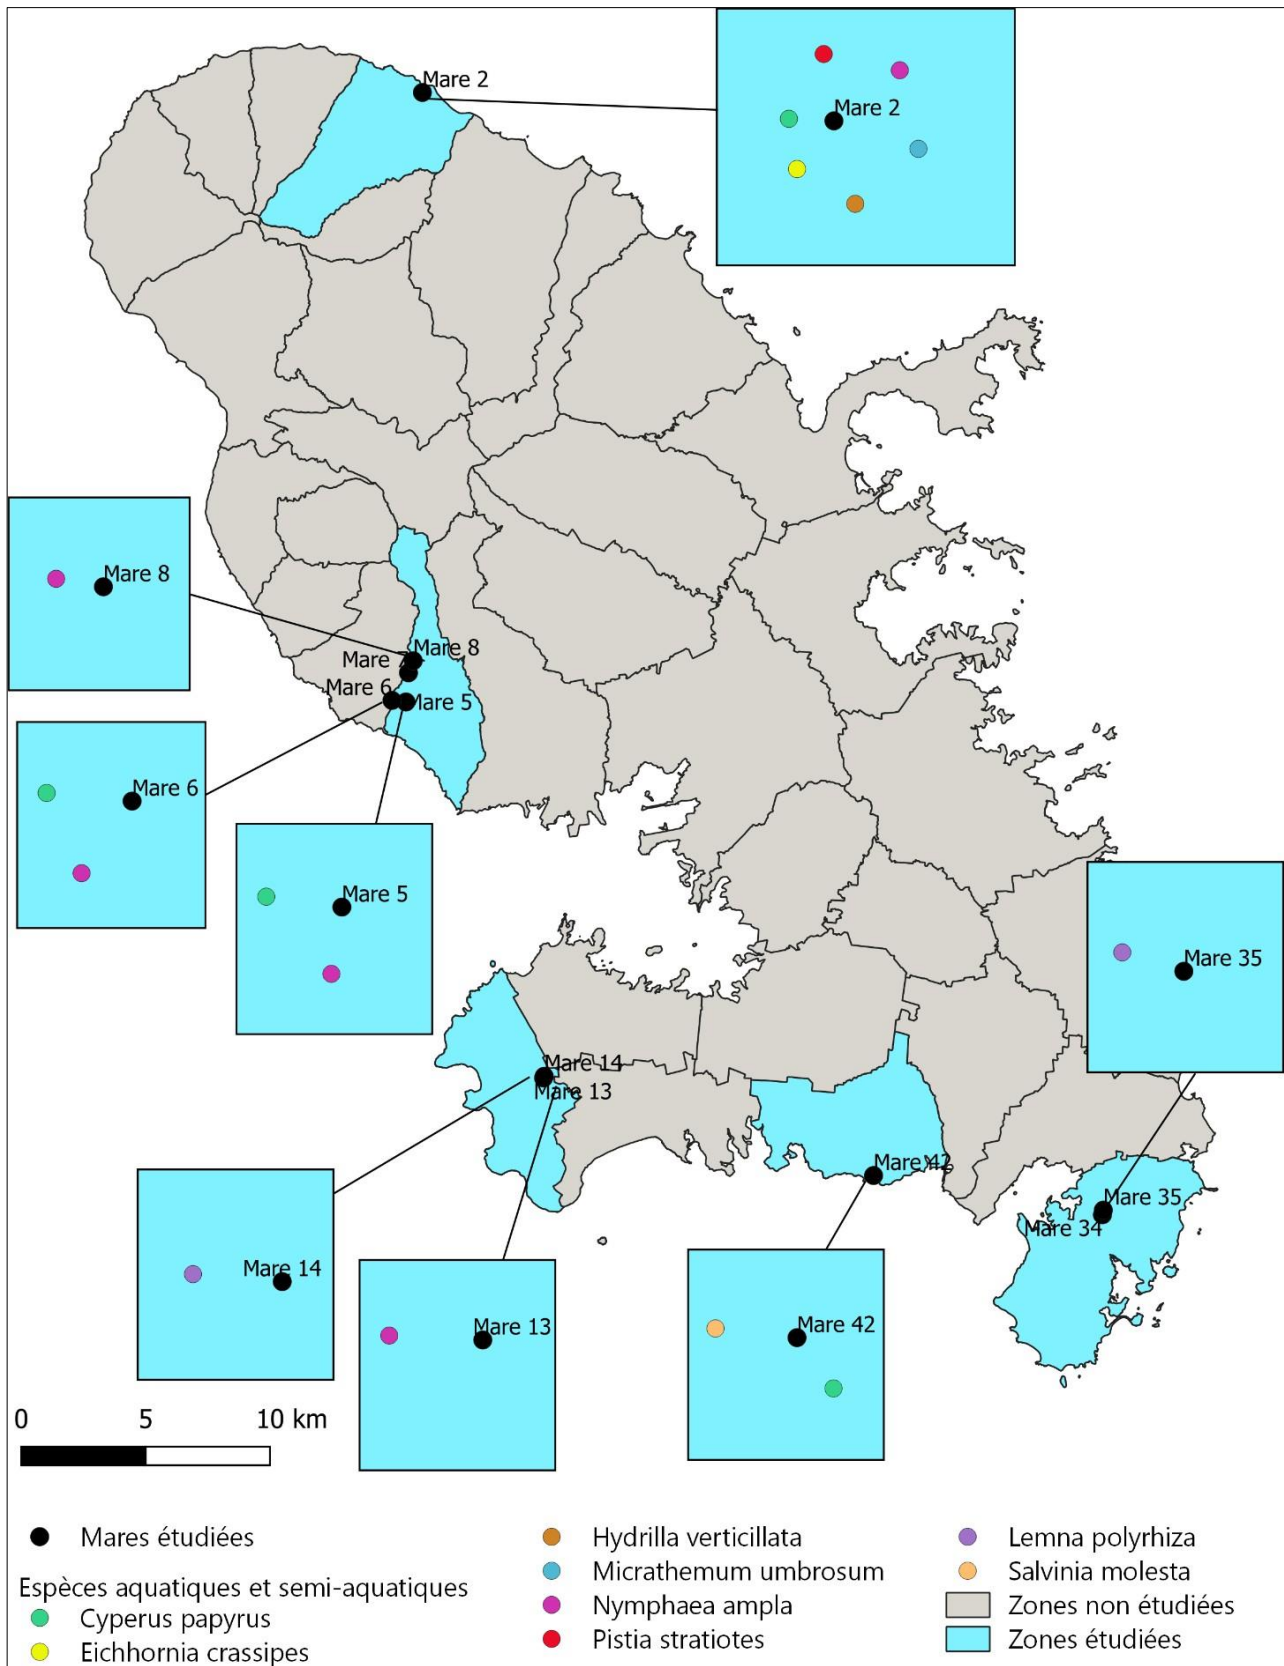 Mare 2
Mare 2
Mare 8
Mare 8
Mare 7
Mare 6
Mare 5
Mare 6
Mare 5
Mare 35
Mare 14
Mare 13
Mare 42
Mare 35
Mare 34
Mare 14
Mare 13
Mare 42
0 5 10 km
Mares étudiées
Espèces aquatiques et semi-aquatiques
Cyperus papyrus
Eichhornia crassipes
Hydrilla verticillata
Micrathemum umbrosum
Nymphaea ampla
Pistia stratiotes
Lemna polyrhiza
Salvinia molesta
Zones non étudiées
Zones étudiées